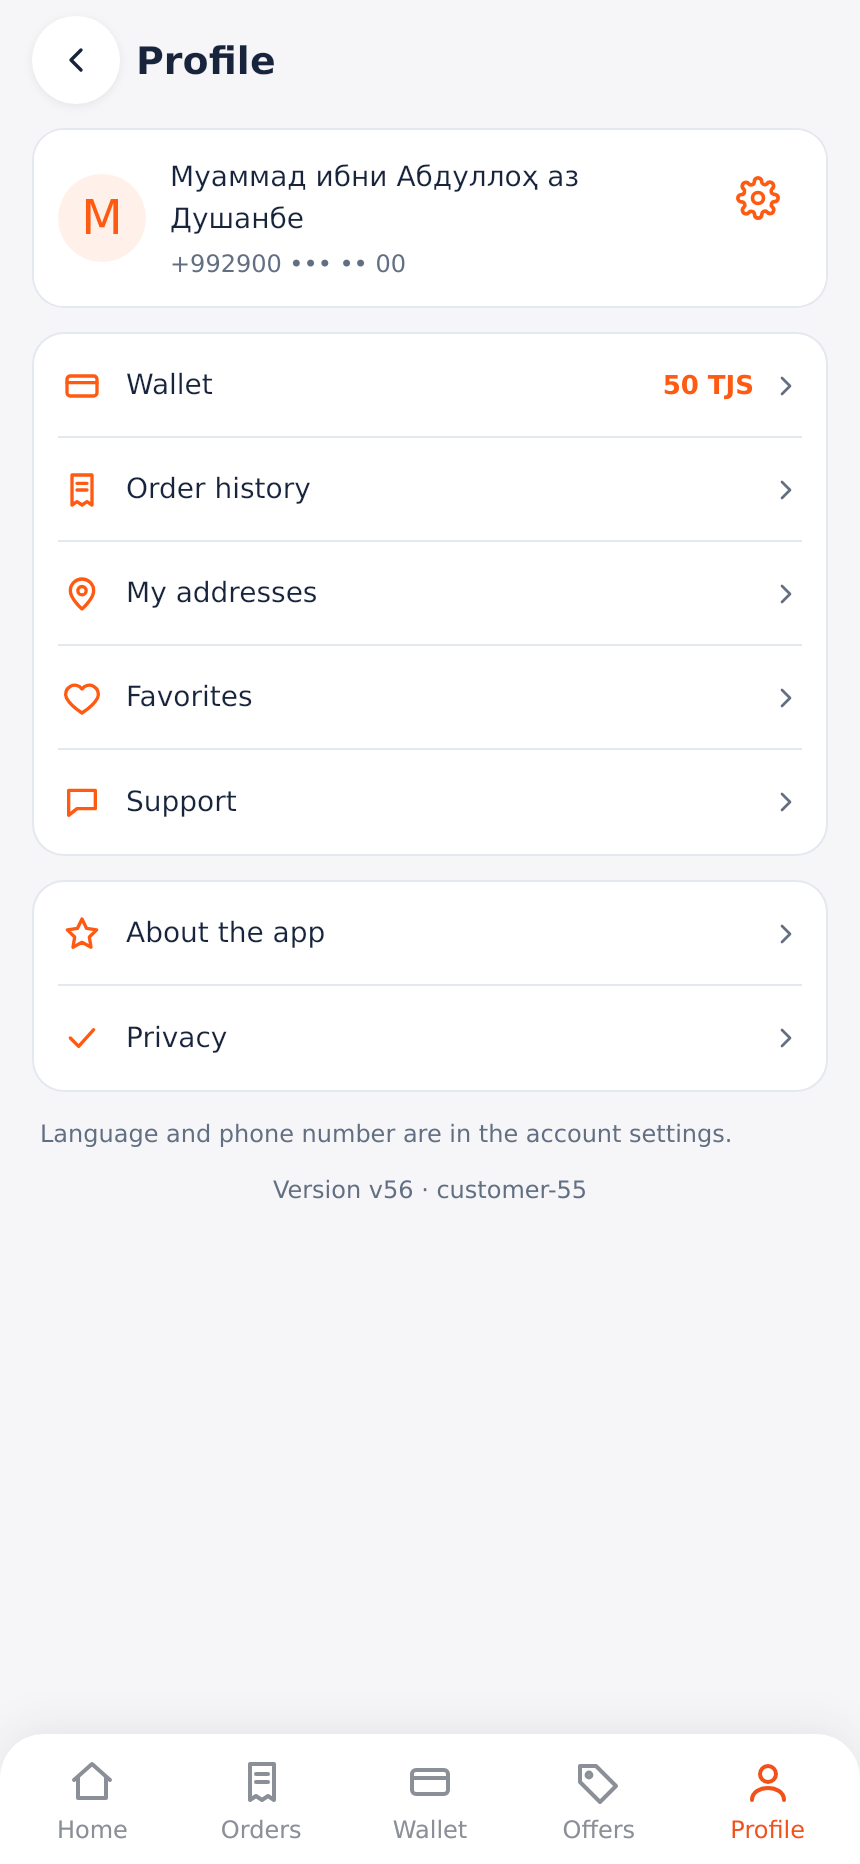 Profile
М
Муаммад ибни Абдуллоҳ аз
Душанбе
+992900 ••• •• 00
Wallet
50 TJS
Order history
My addresses
Favorites
Support
About the app
Privacy
Language and phone number are in the account settings.
Version v56 · customer-55
Home
Orders
Wallet
Offers
Profile